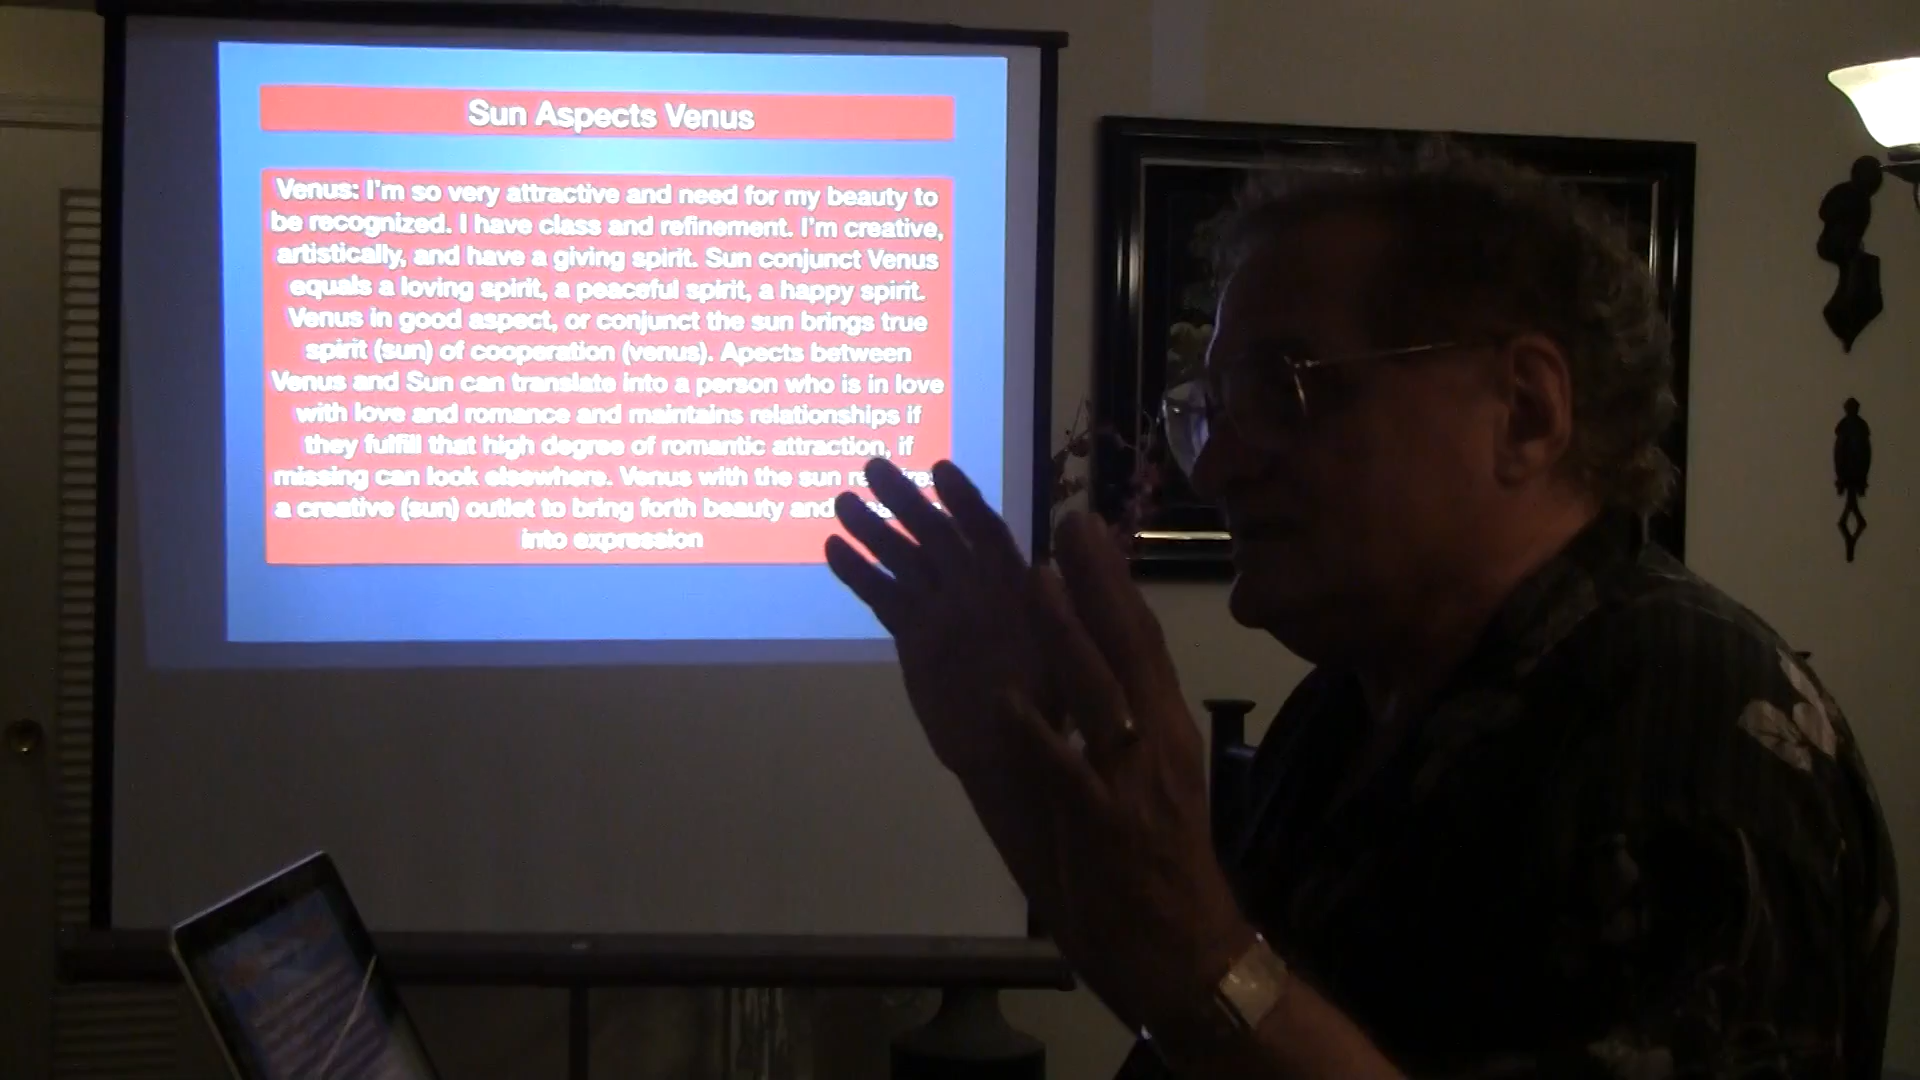 Sun Aspects Venus
Venus: I'm so very attractive and need for my beauty to
be recognized. I have class and refinement. I'm creative,
artistically, and have a giving spirit. Sun conjunct Venus
equals a loving spirit, a peaceful spirit, a happy spirit.
Venus in good aspect, or conjunct the sun brings true
spirit (sun) of cooperation (venus). Apects between
Venus and Sun can translate into a person who is in love
with love and romance and maintains relationships if
they fulfill that high degree of romantic attraction, if
missing can look elsewhere. Venus with the sun
a creative (sun) outlet to bring forth beauty and
into expression